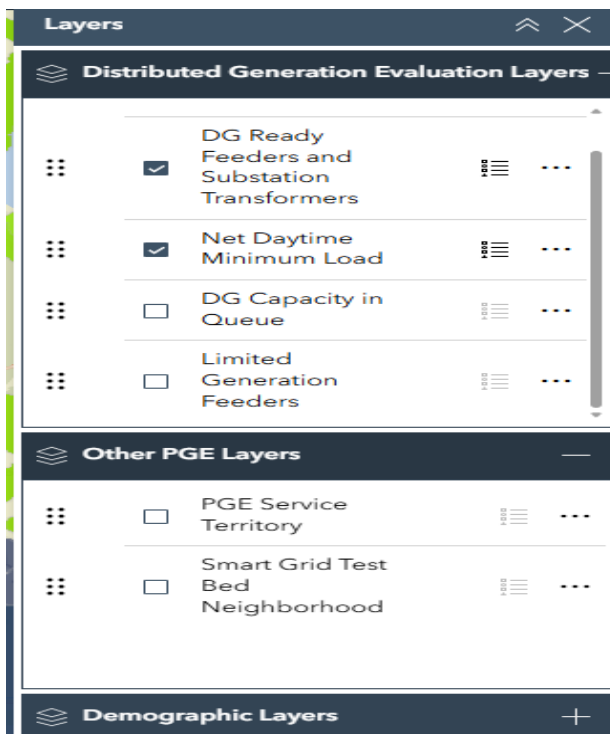 Layers
Distributed Generation Evaluation Layers
DG Ready
Feeders and
Substation
Transformers
Net Daytime
Minimum Load
DG Capacity in
Queue
Limited
Generation
Feeders
Other PGE Layers
PGE Service
Territory
Smart Grid Test
Bed
Neighborhood
Demographic Layers